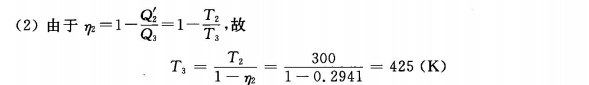 （2）由于 η₂=1−Q₂′/Q₃=1−T₂/T₃,故
T₃ = T₂/(1−η₂) = 300/(1−0.2941) = 425 (K)